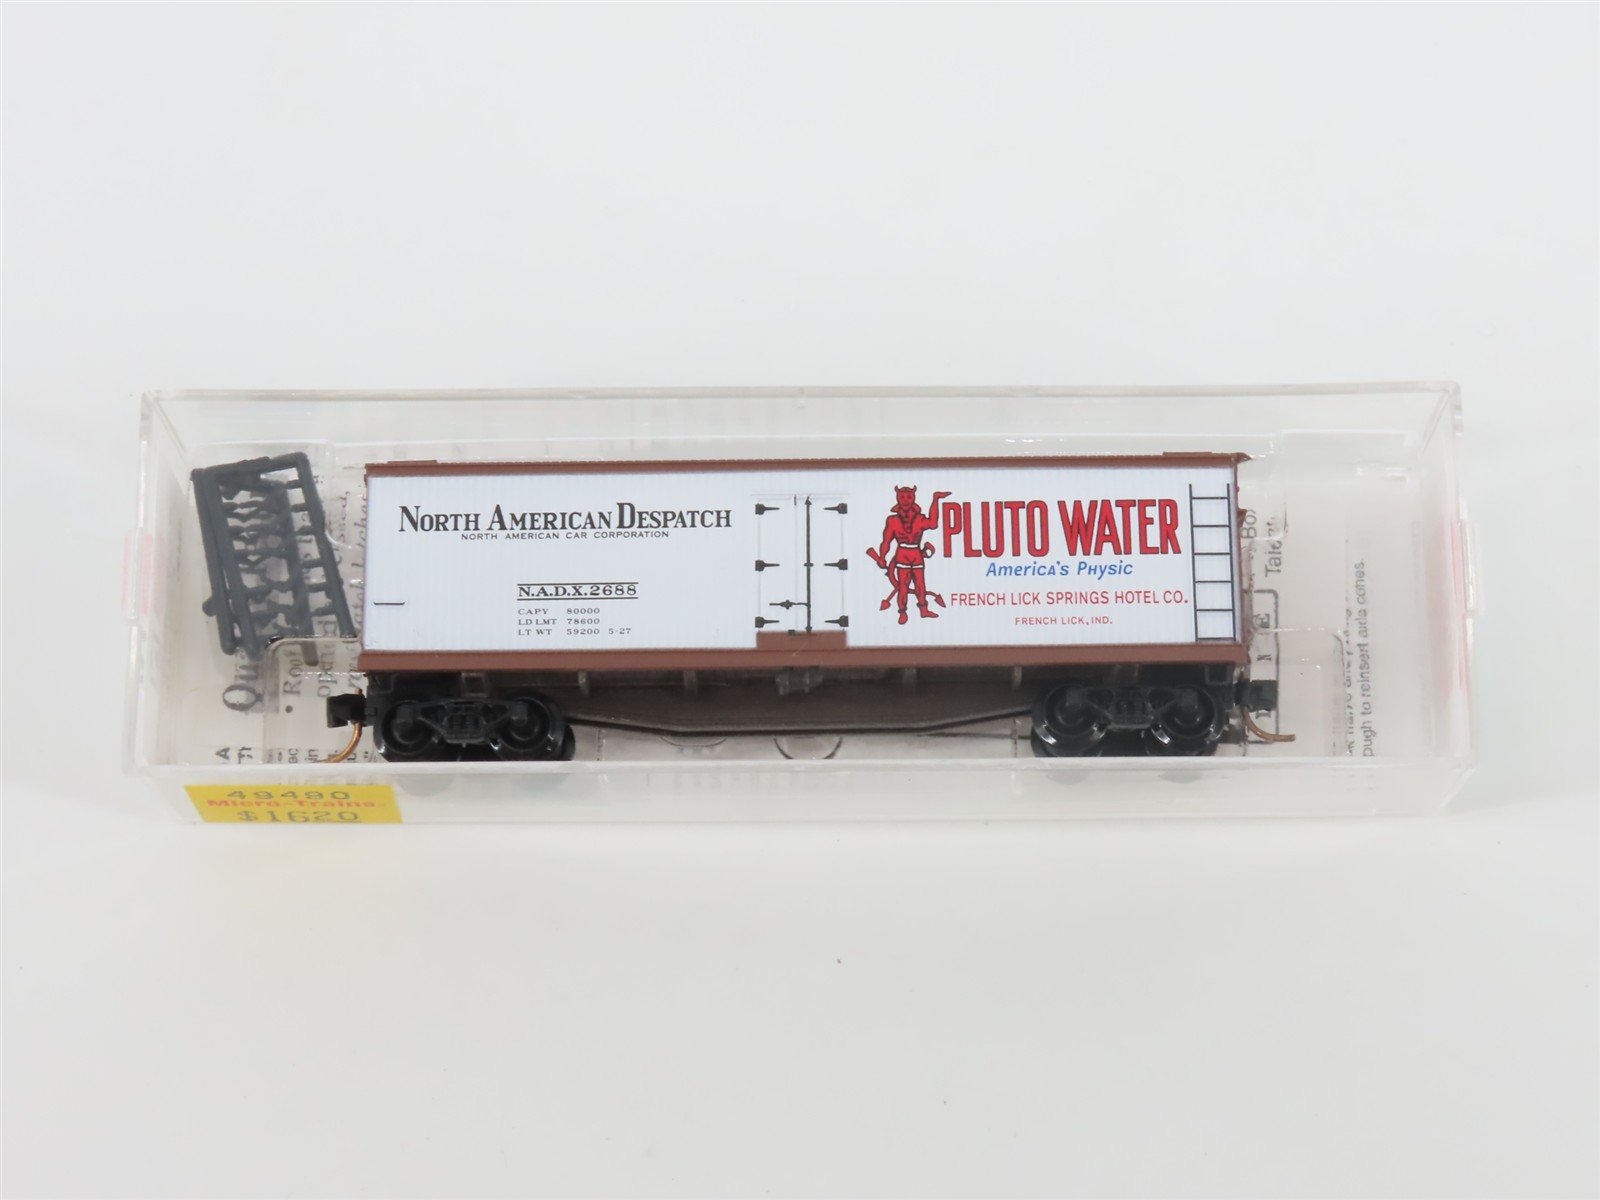 NORTH AMERICAN DESPATCH
NORTH AMERICAN CAR CORPORATION
N.A.D.X. 2688
CAPY 80000
LD LMT 78600
LT WT 59200 5-27
PLUTO WATER
AMERICA'S PHYSIC
FRENCH LICK SPRINGS HOTEL CO.
FRENCH LICK, IND.
49490
Micro-Trains
$1620